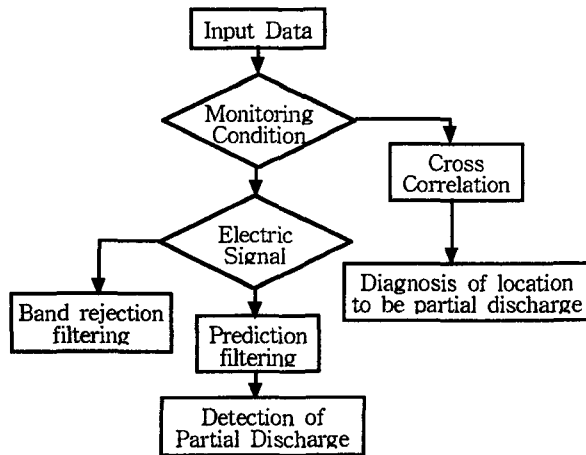 Input Data
Monitoring
Condition
Cross
Correlation
Electric
Signal
Diagnosis of location
to be partial discharge
Band rejection
filtering
Prediction
filtering
Detection of
Partial Discharge